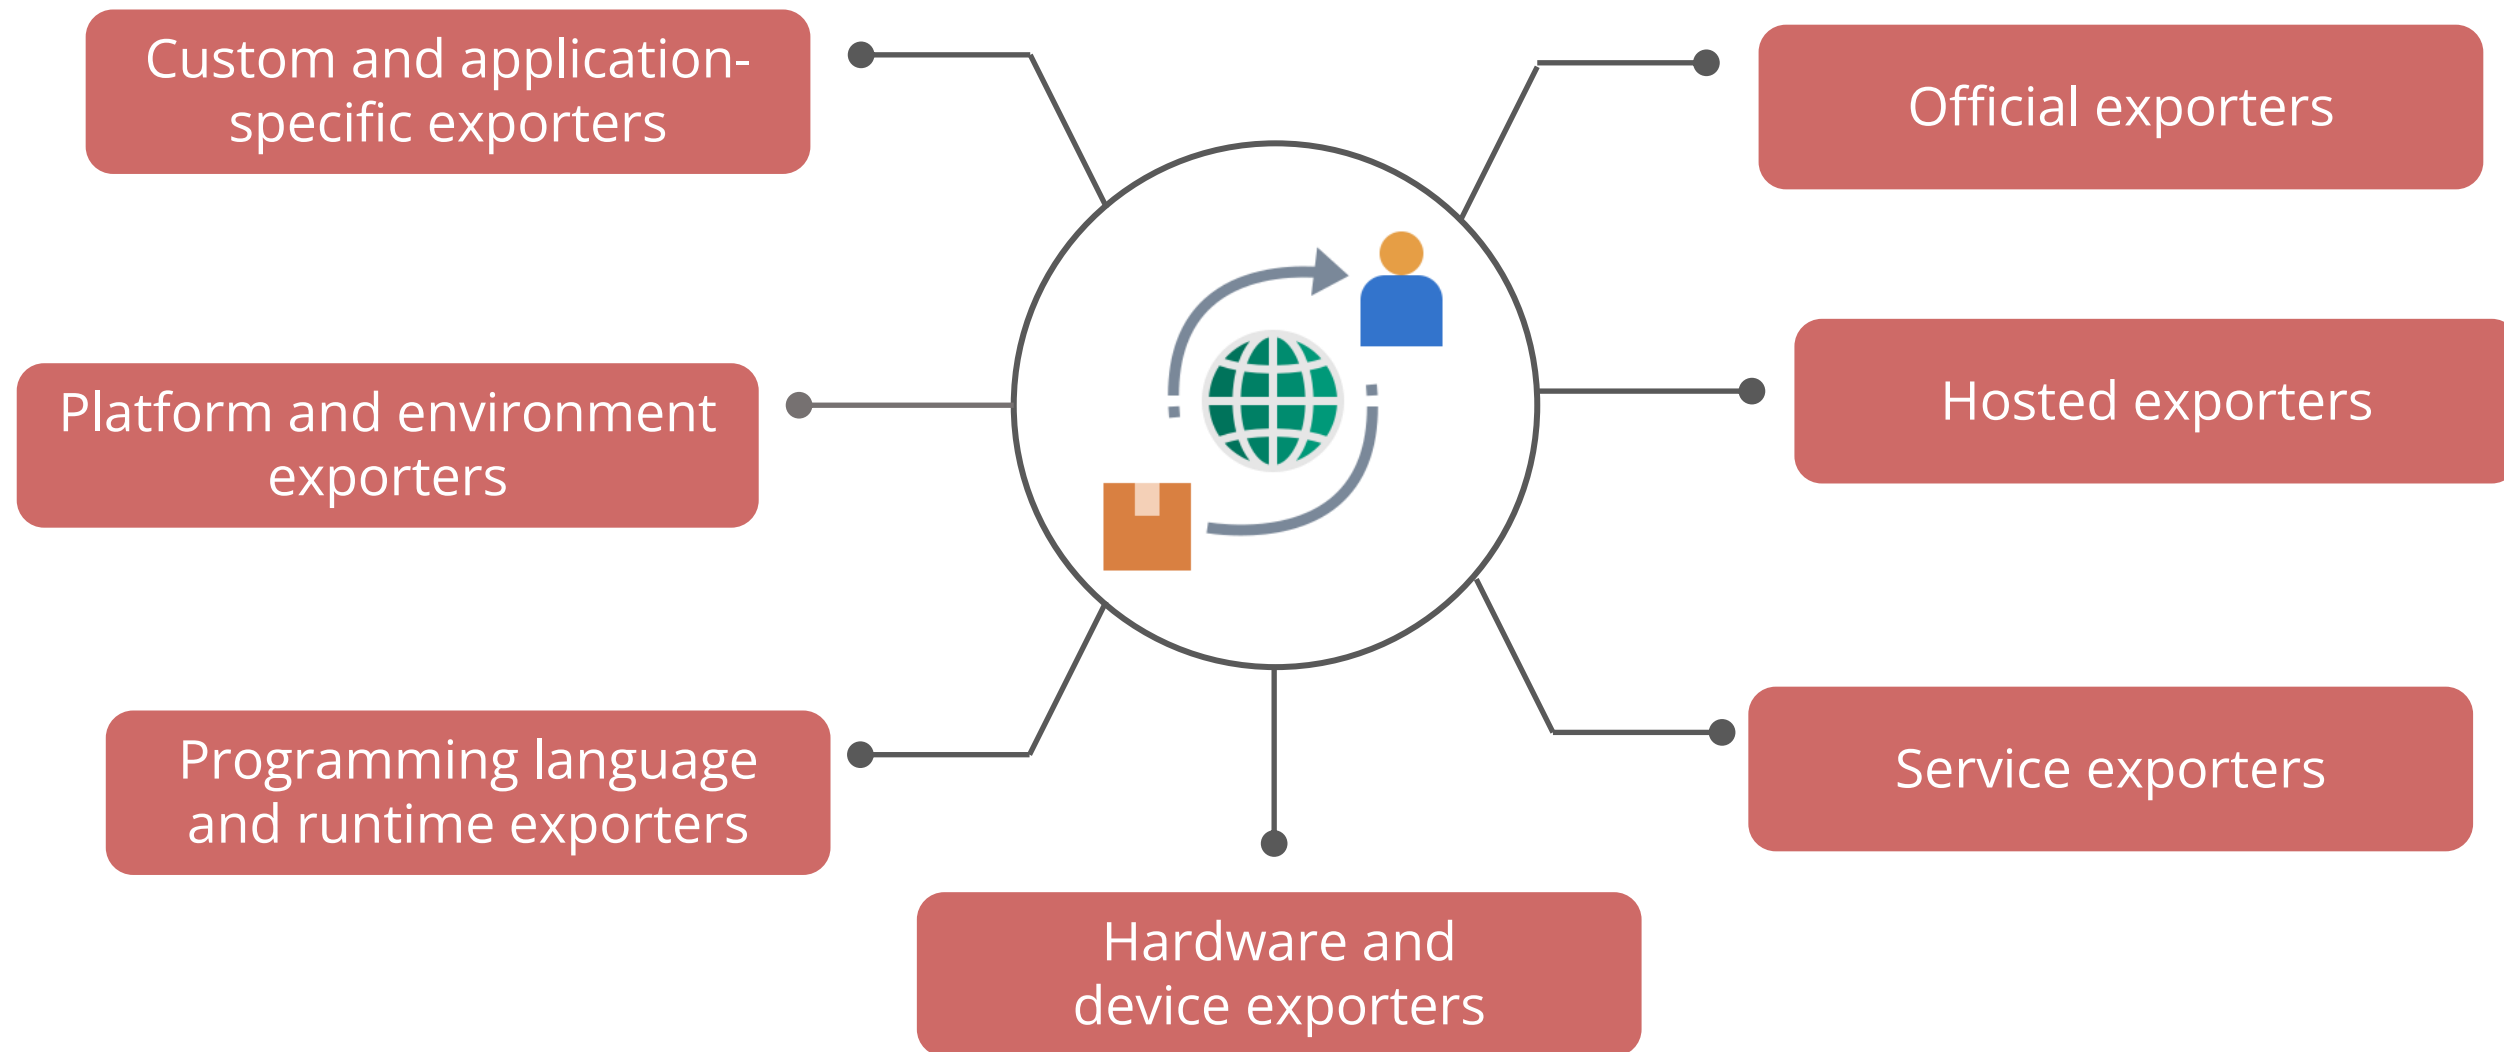 Custom and application-
specific exporters
Official exporters
Platform and environment
exporters
Hosted exporters
Programming language
and runtime exporters
Service exporters
Hardware and
device exporters